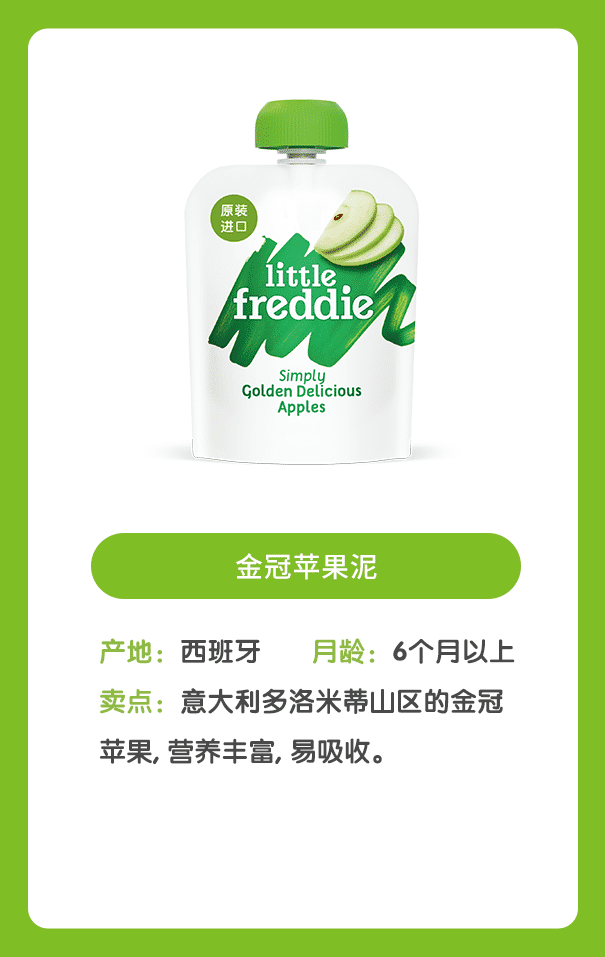 原装
进口
little
freddie
Simply
Golden Delicious
Apples
金冠苹果泥
产地：西班牙 月龄：6个月以上
卖点：意大利多洛米蒂山区的金冠
苹果，营养丰富，易吸收。